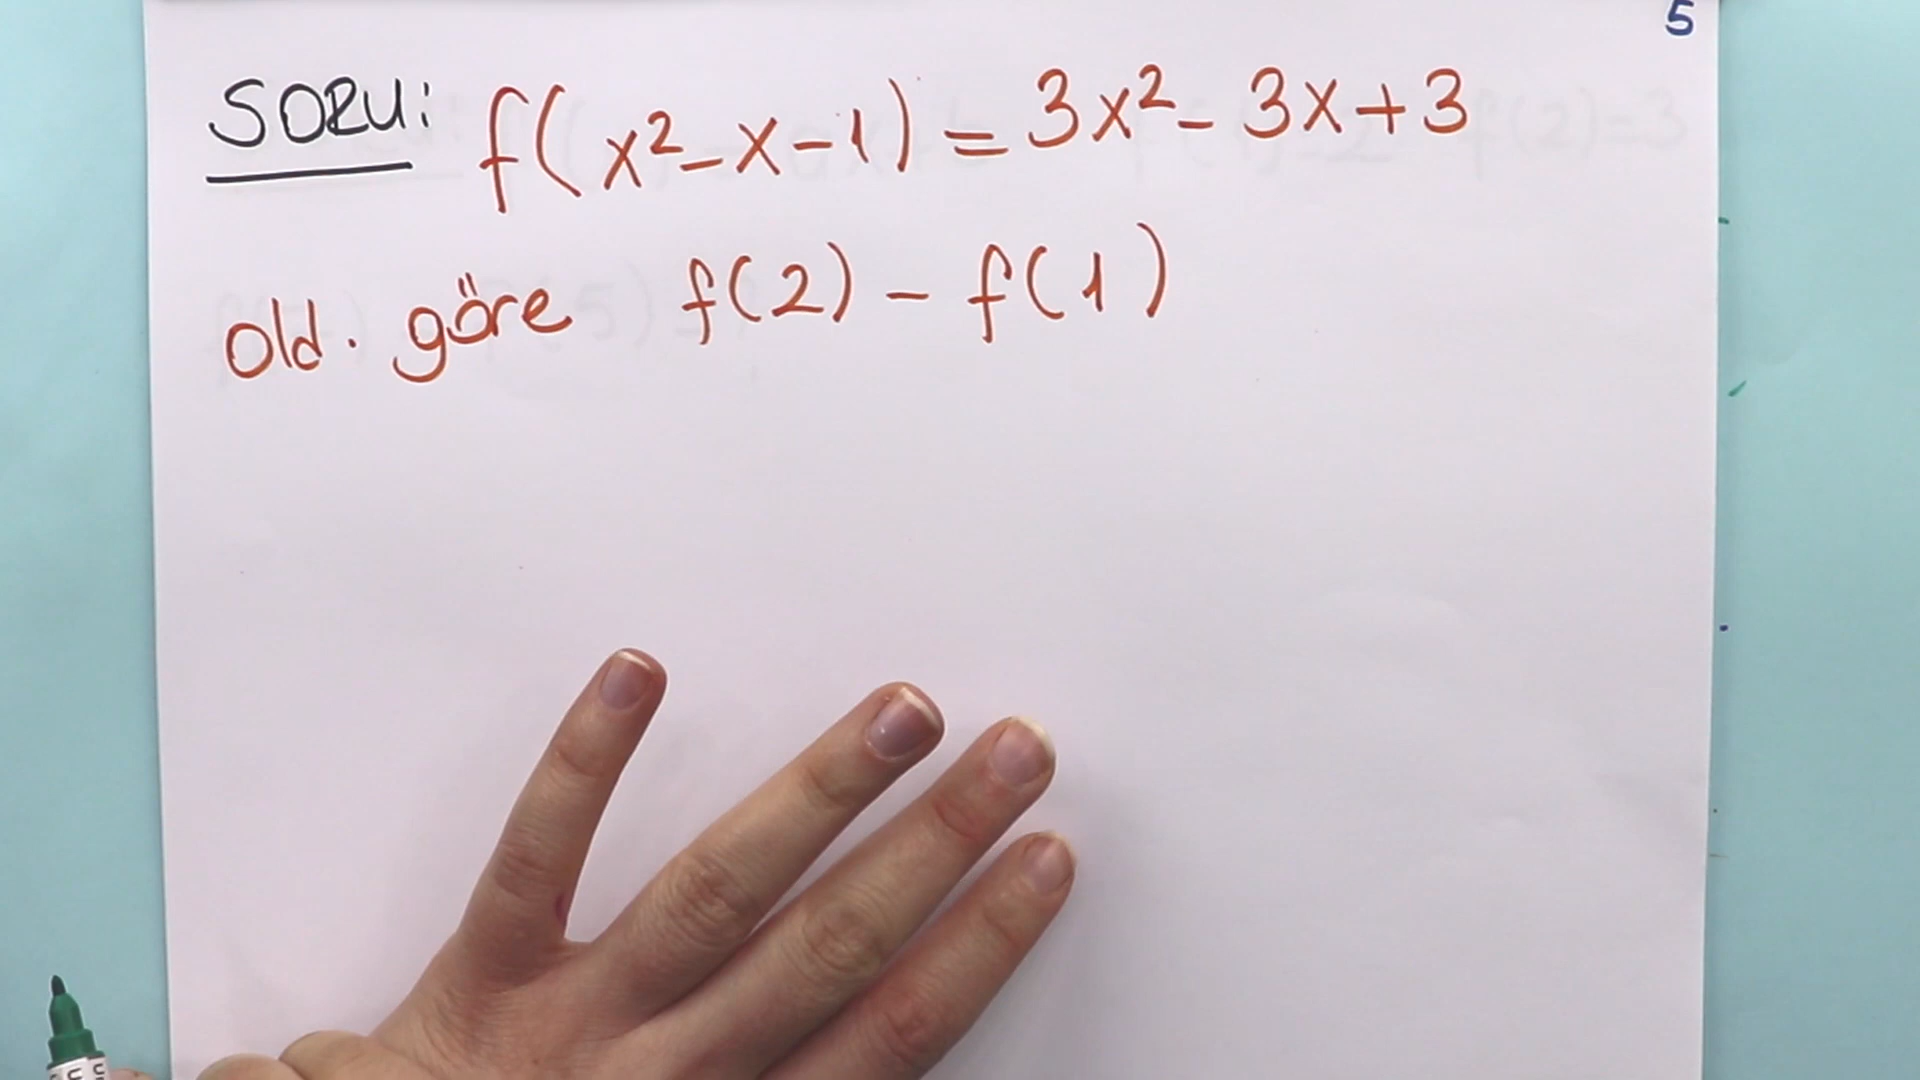 5
SORU: f(x²-x-1) = 3x²-3x+3
old. göre f(2) - f(1)